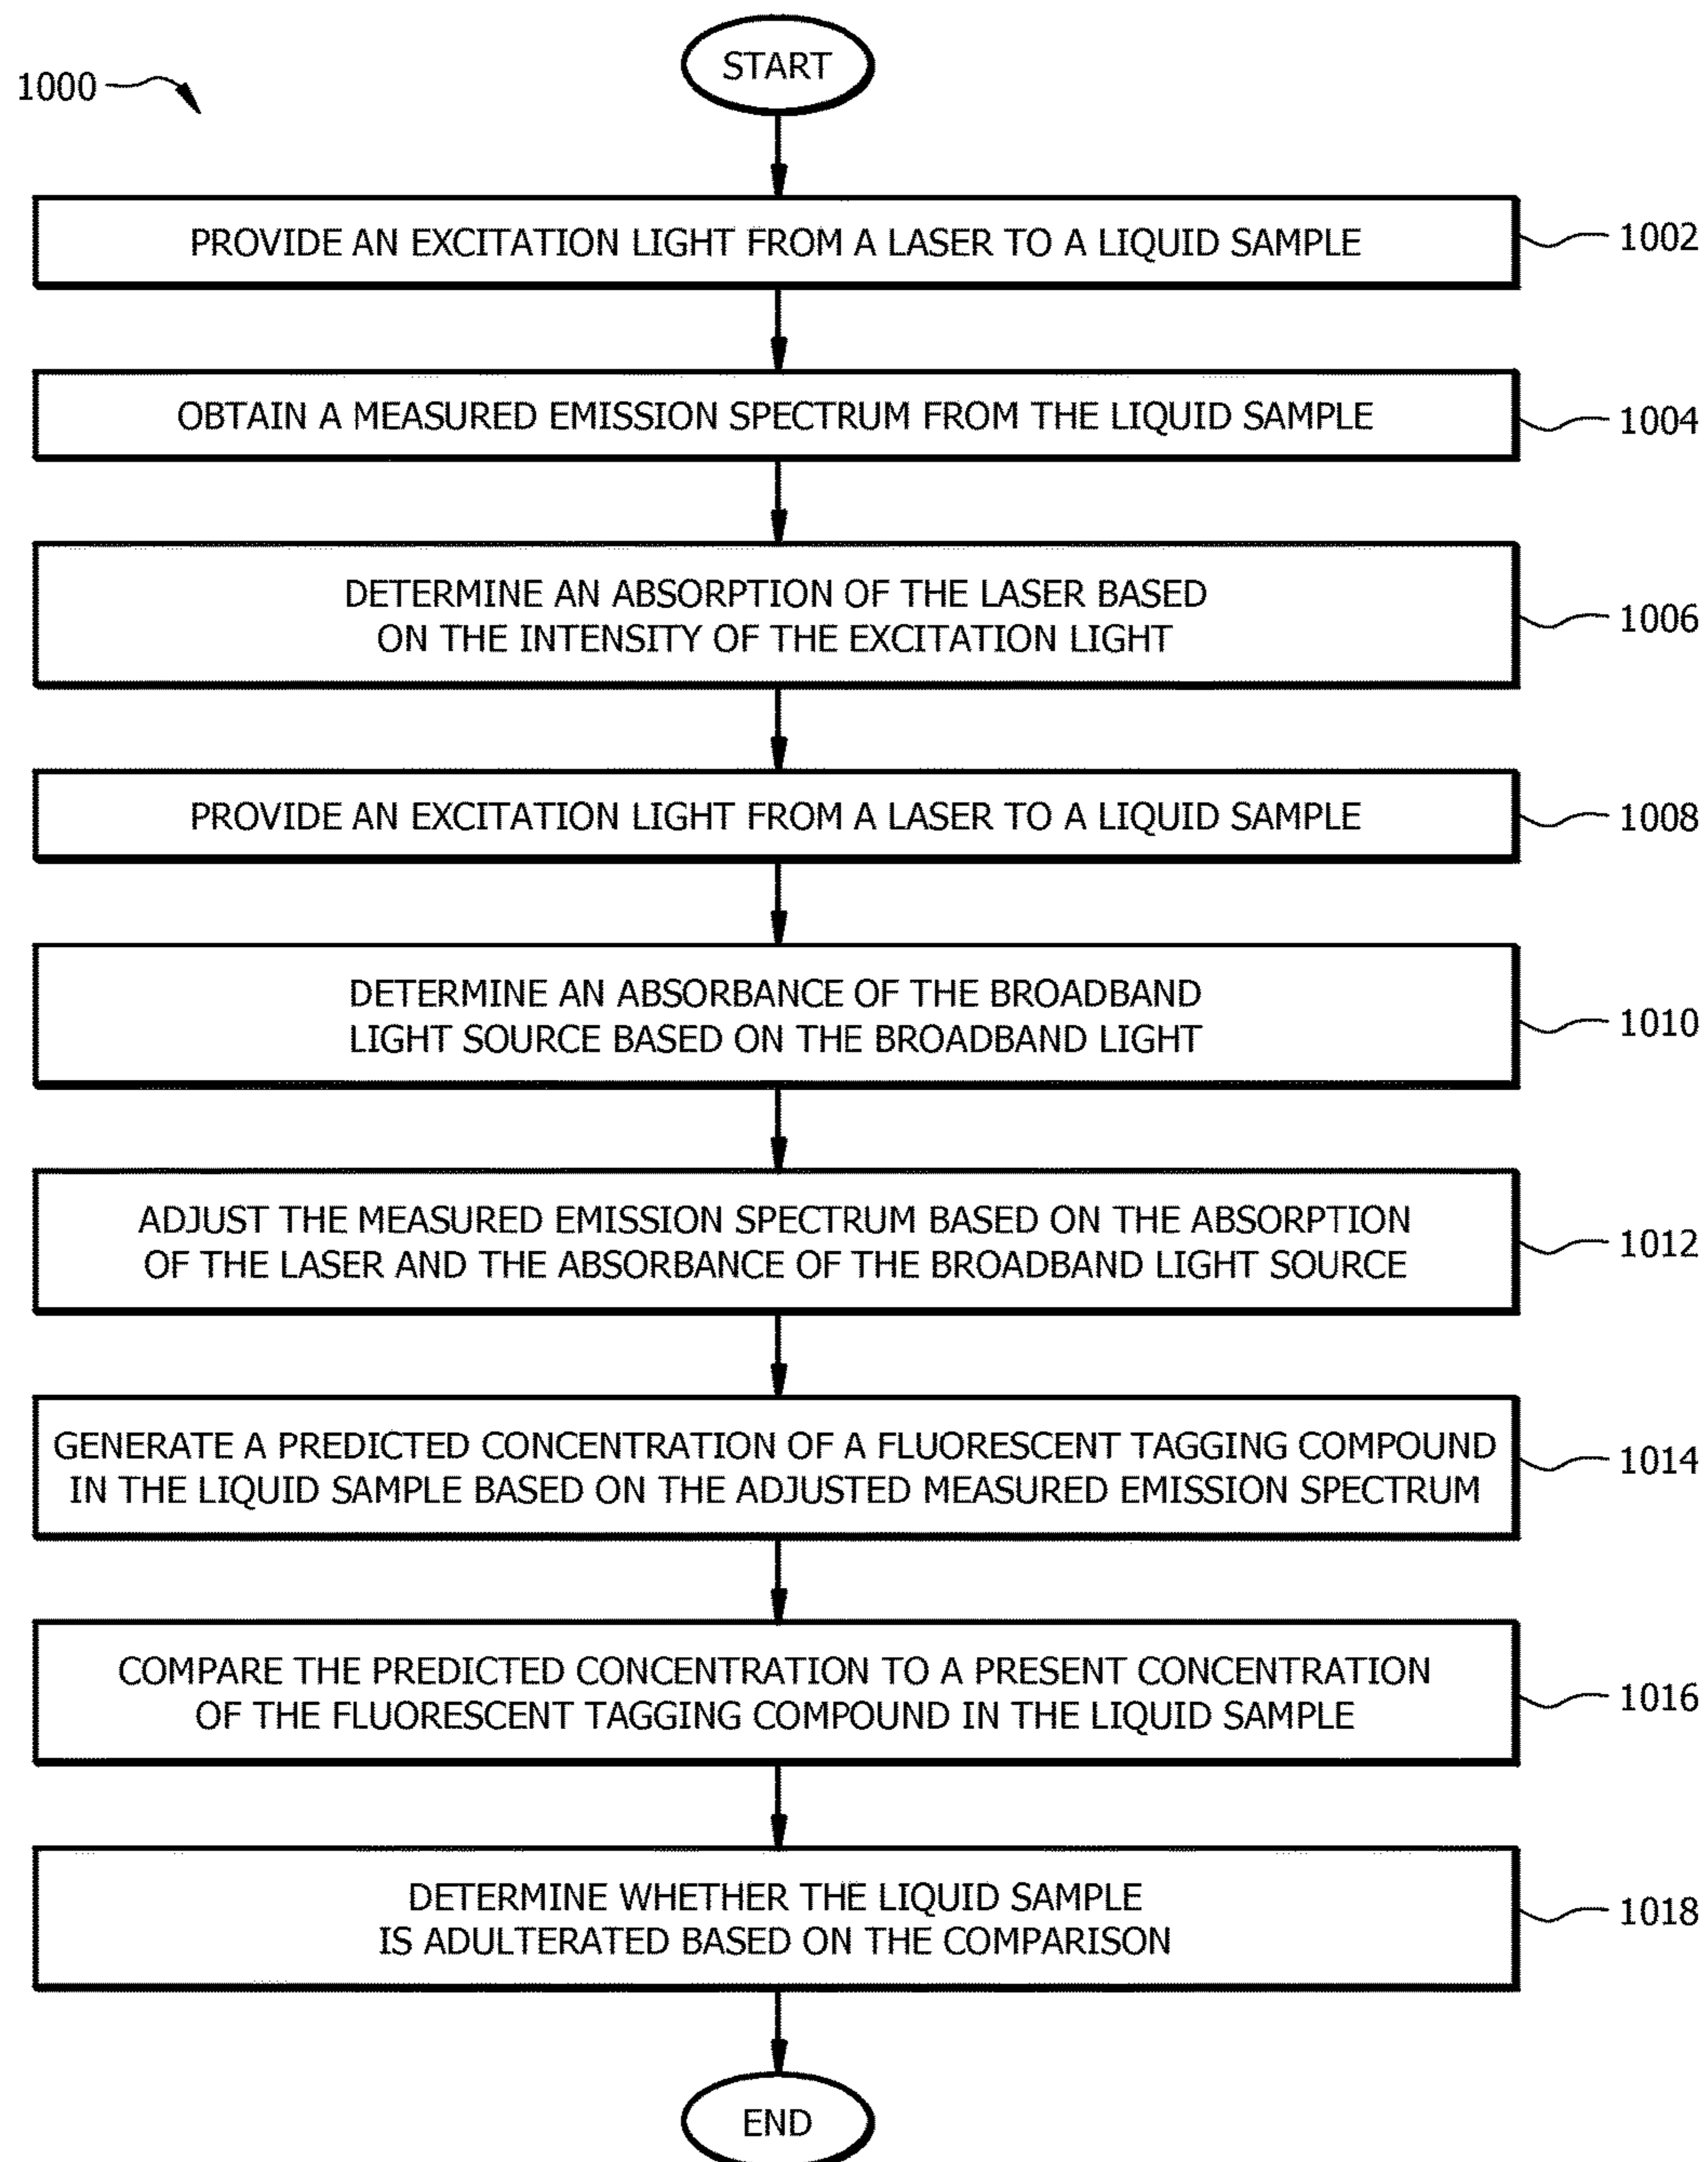 START
1000
PROVIDE AN EXCITATION LIGHT FROM A LASER TO A LIQUID SAMPLE
1002
OBTAIN A MEASURED EMISSION SPECTRUM FROM THE LIQUID SAMPLE
1004
DETERMINE AN ABSORPTION OF THE LASER BASED
ON THE INTENSITY OF THE EXCITATION LIGHT
1006
PROVIDE AN EXCITATION LIGHT FROM A LASER TO A LIQUID SAMPLE
1008
DETERMINE AN ABSORBANCE OF THE BROADBAND
LIGHT SOURCE BASED ON THE BROADBAND LIGHT
1010
ADJUST THE MEASURED EMISSION SPECTRUM BASED ON THE ABSORPTION
OF THE LASER AND THE ABSORBANCE OF THE BROADBAND LIGHT SOURCE
1012
GENERATE A PREDICTED CONCENTRATION OF A FLUORESCENT TAGGING COMPOUND
IN THE LIQUID SAMPLE BASED ON THE ADJUSTED MEASURED EMISSION SPECTRUM
1014
COMPARE THE PREDICTED CONCENTRATION TO A PRESENT CONCENTRATION
OF THE FLUORESCENT TAGGING COMPOUND IN THE LIQUID SAMPLE
1016
DETERMINE WHETHER THE LIQUID SAMPLE
IS ADULTERATED BASED ON THE COMPARISON
1018
END